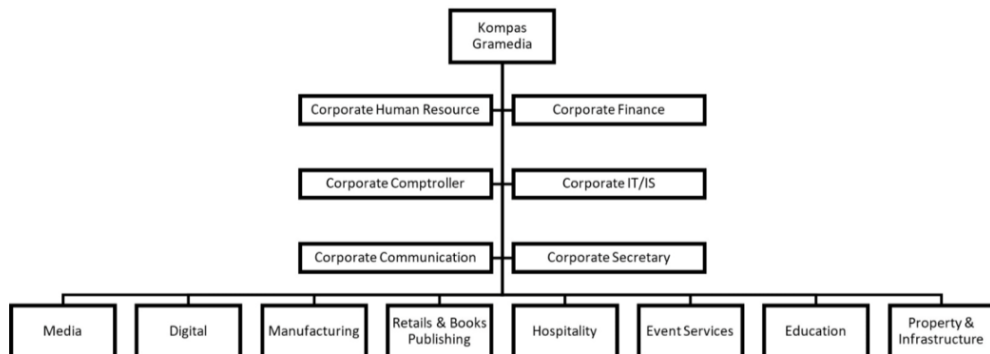 Kompas
Gramedia
Corporate Human Resource
Corporate Finance
Corporate Comptroller
Corporate IT/IS
Corporate Communication
Corporate Secretary
Media
Digital
Manufacturing
Retails & Books
Publishing
Hospitality
Event Services
Education
Property &
Infrastructure